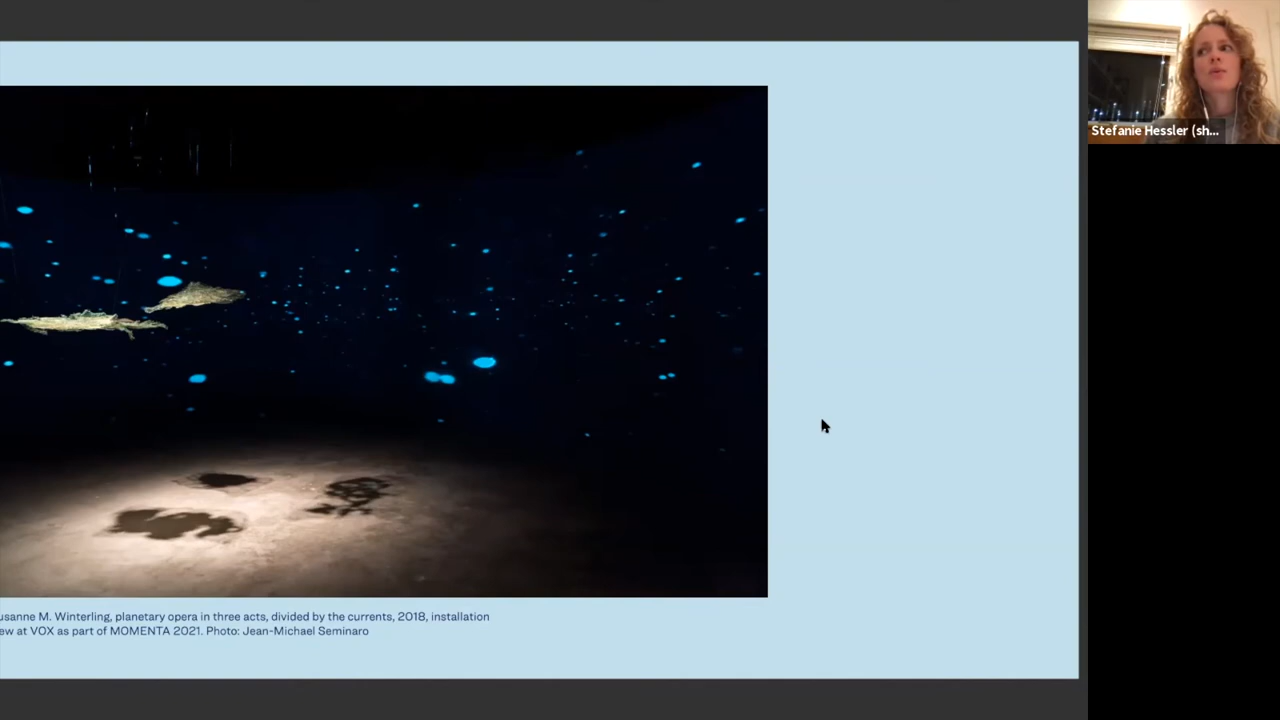 Stefanie Hessler (sh...
usanne M. Winterling, planetary opera in three acts, divided by the currents, 2018, installation
ew at VOX as part of MOMENTA 2021. Photo: Jean-Michael Seminaro